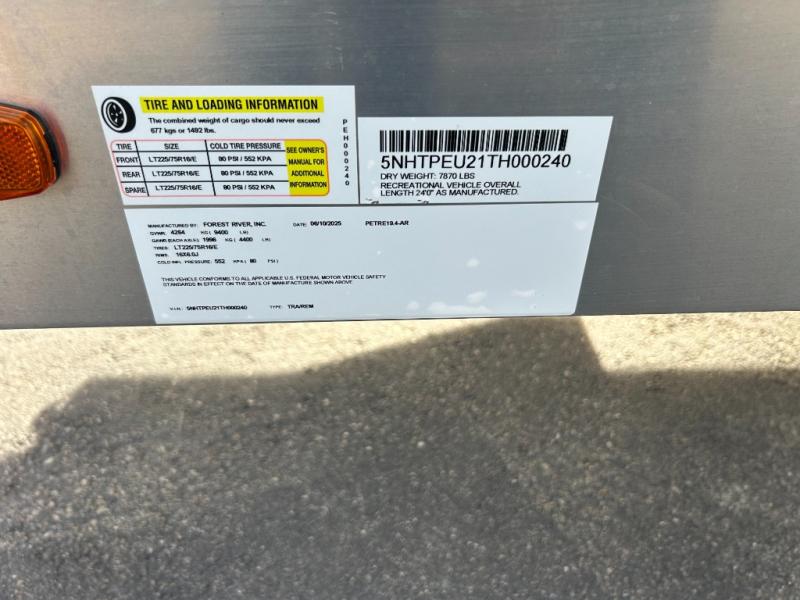 TIRE AND LOADING INFORMATION
The combined weight of cargo should never exceed
677 kgs or 1492 lbs.
TIRE SIZE COLD TIRE PRESSURE SEE OWNER'S MANUAL FOR ADDITIONAL INFORMATION
FRONT LT225/75R16/E 80 PSI / 552 KPA
REAR LT225/75R16/E 80 PSI / 552 KPA
SPARE LT225/75R16/E 80 PSI / 552 KPA
PEH000240
5NHTPEU21TH000240
DRY WEIGHT: 7870 LBS
RECREATIONAL VEHICLE OVERALL
LENGTH 24'0" AS MANUFACTURED.
MANUFACTURED BY: FOREST RIVER, INC. DATE: 06/10/2025 PETRE19.4-AR
GVWR: 4264 KG ( 9400 LB)
GAWR (EACH AXLE): 1996 KG ( 4400 LB)
TIRES: LT225/75R16/E
RIMS: 16X6.0J
COLD INFL. PRESSURE: 552 KPA ( 80 PSI )
THIS VEHICLE CONFORMS TO ALL APPLICABLE U.S. FEDERAL MOTOR VEHICLE SAFETY
STANDARDS IN EFFECT ON THE DATE OF MANUFACTURE SHOWN ABOVE
V.I.N.: 5NHTPEU21TH000240 TYPE: TRA/REM